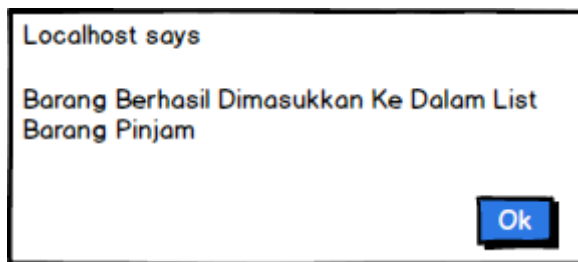 Localhost says
Barang Berhasil Dimasukkan Ke Dalam List
Barang Pinjam
Ok